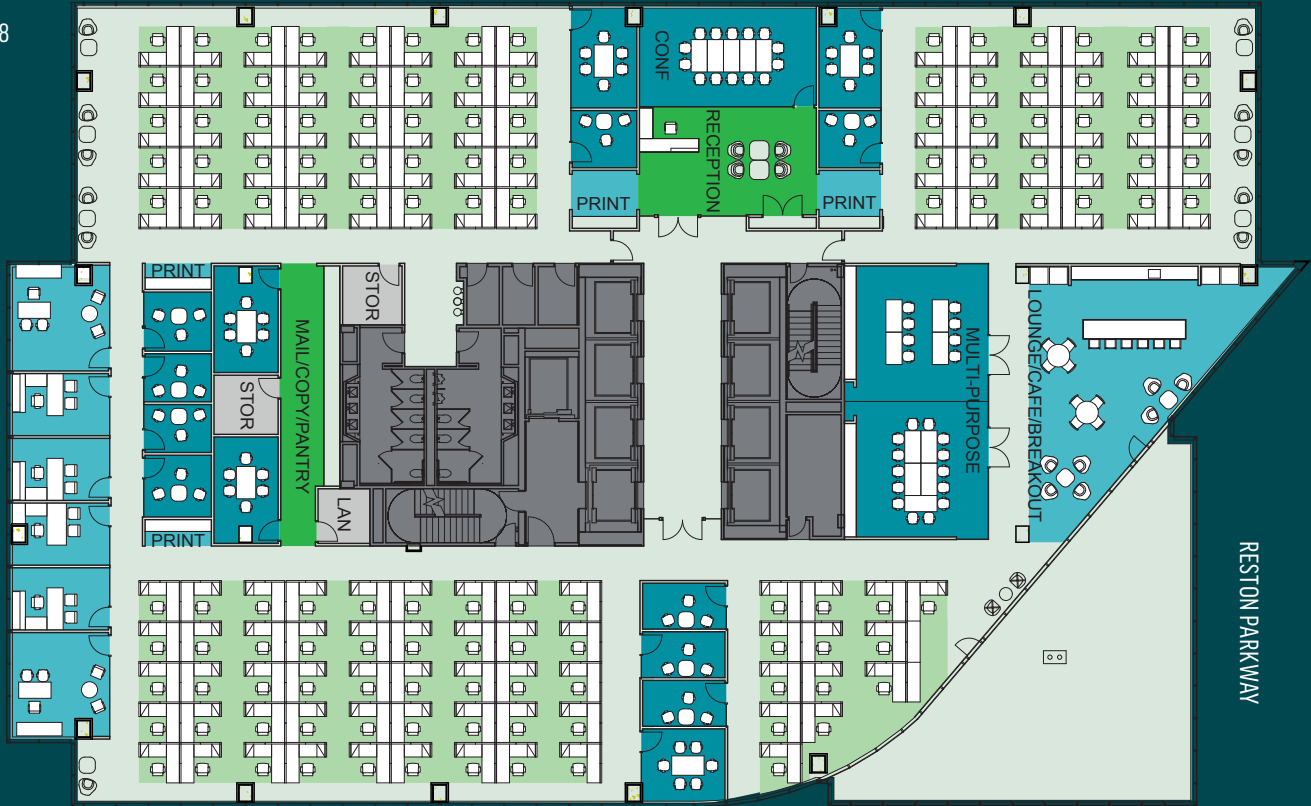 8
CONF
RECEPTION
PRINT
PRINT
PRINT
STOR
MAIL/COPY/PANTRY
STOR
LAN
PRINT
MULTI-PURPOSE
LOUNGE/CAFE/BREAKOUT
RESTON PARKWAY